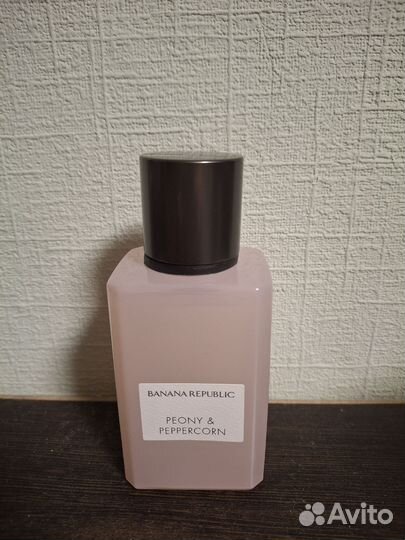 BANANA REPUBLIC
PEONY &
PEPPERCORN
Avito